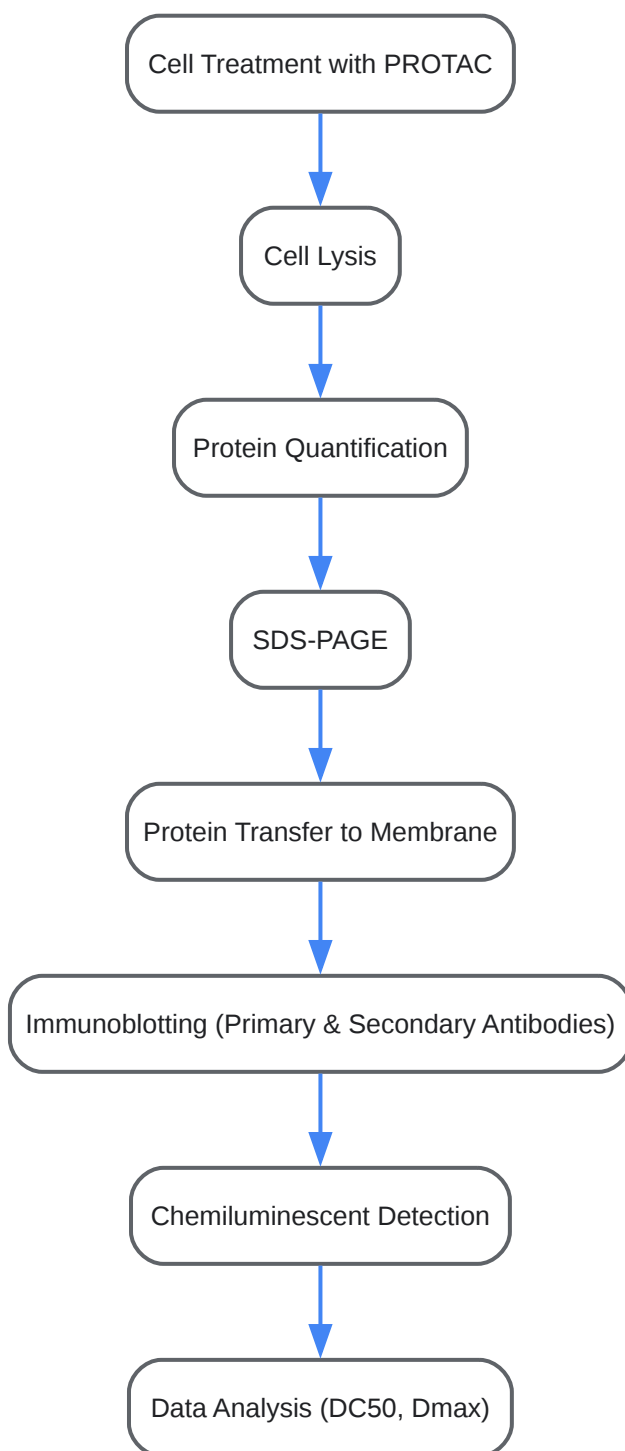 Cell Treatment with PROTAC
Cell Lysis
Protein Quantification
SDS-PAGE
Protein Transfer to Membrane
Immunoblotting (Primary & Secondary Antibodies)
Chemiluminescent Detection
Data Analysis (DC50, Dmax)